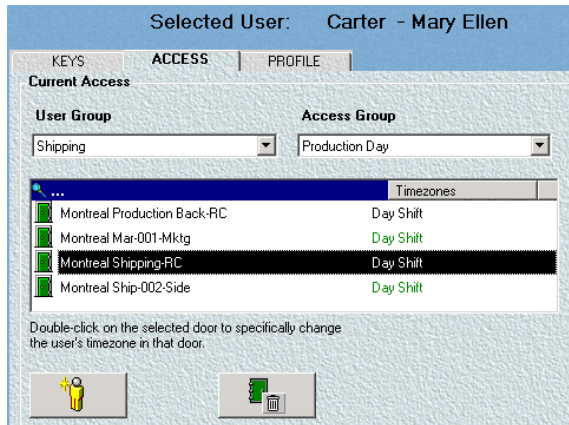 Selected User: Carter - Mary Ellen
KEYS ACCESS PROFILE
Current Access
User Group Access Group
Shipping Production Day
... Timezones
Montreal Production Back-RC Day Shift
Montreal Mar-001-Mktg Day Shift
Montreal Shipping-RC Day Shift
Montreal Ship-002-Side Day Shift
Double-click on the selected door to specifically change
the user's timezone in that door.